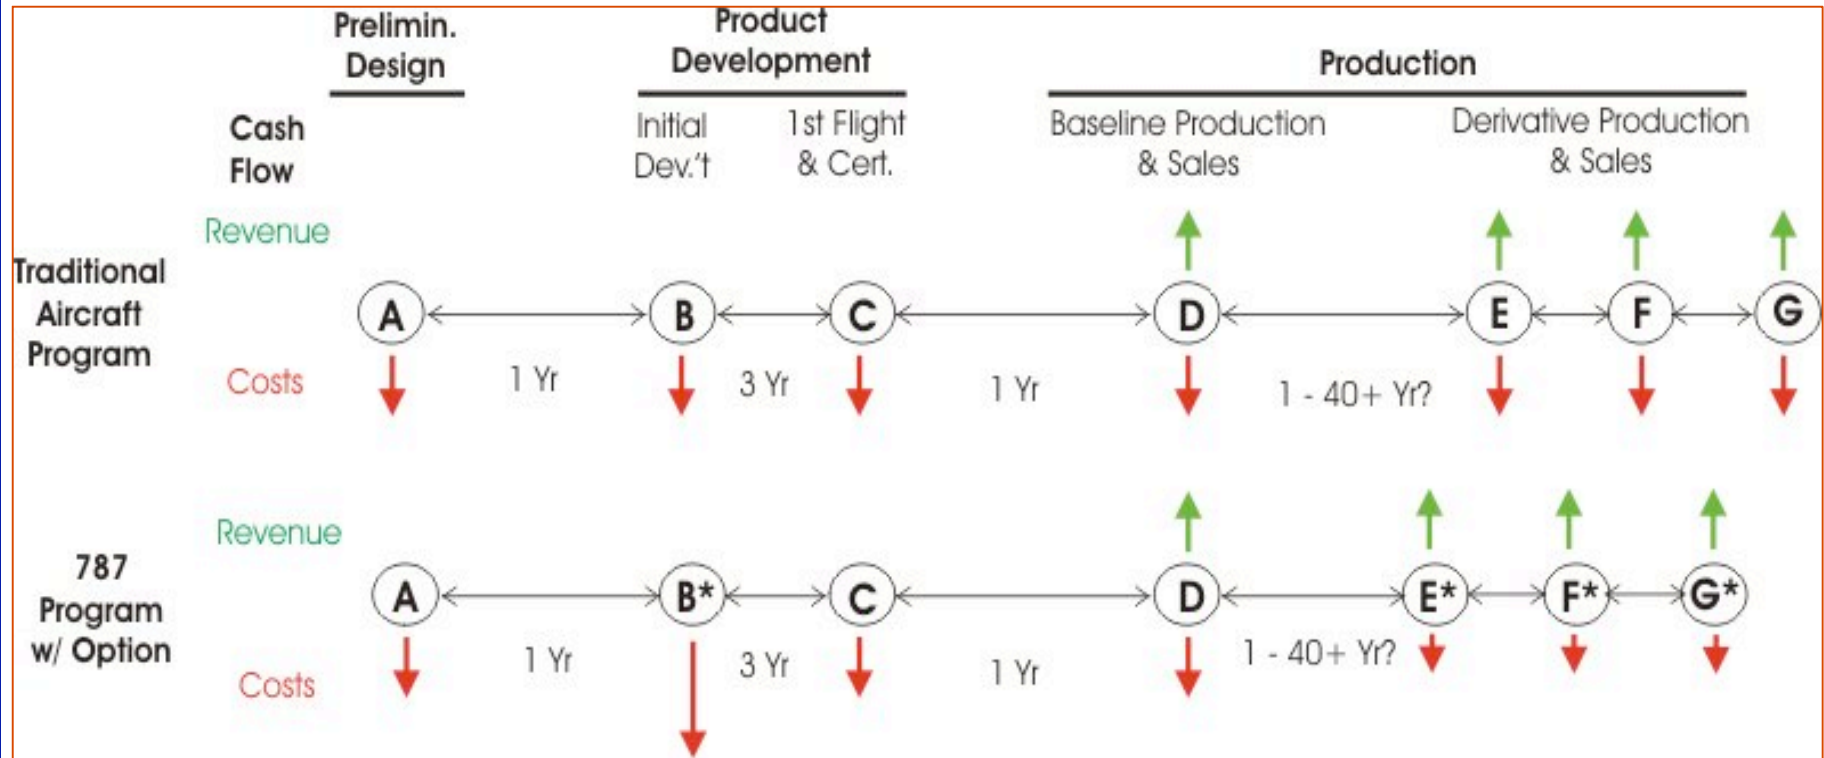 Prelimin.
Design
Product
Development
Production
Cash
Flow
Initial
Dev.'t
1st Flight
& Cert.
Baseline Production
& Sales
Derivative Production
& Sales
Traditional
Aircraft
Program
Revenue
A B C D E F G
Costs
1 Yr 3 Yr 1 Yr 1 - 40+ Yr?
787
Program
w/ Option
Revenue
A B* C D E* F* G*
Costs
1 Yr 3 Yr 1 Yr 1 - 40+ Yr?